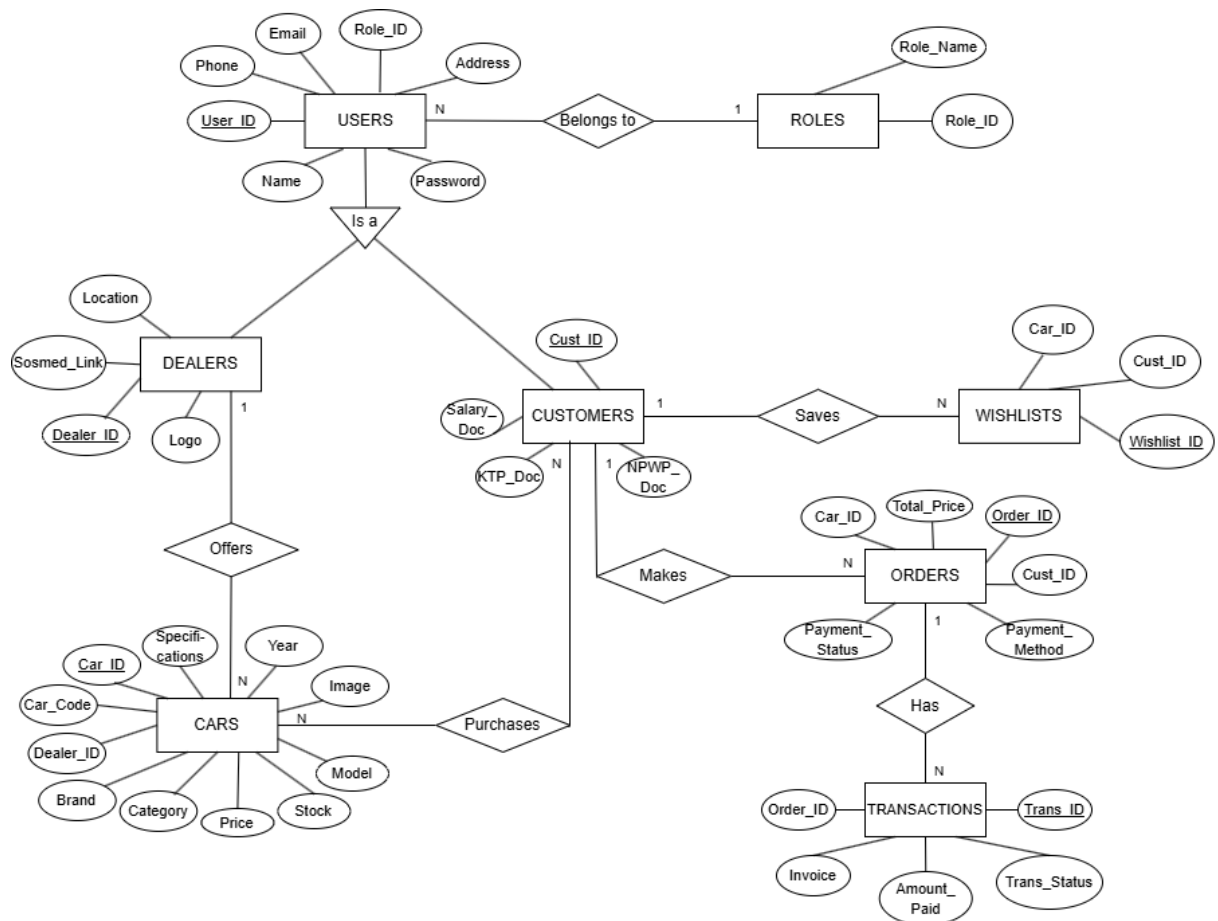 Email
Role_ID
Phone
Address
Role_Name
User_ID
USERS
N
Belongs to
1
ROLES
Role_ID
Name
Password
Is a
Location
Sosmed_Link
DEALERS
Dealer_ID
Logo
1
Cust_ID
Salary_
Doc
CUSTOMERS
1
Saves
N
WISHLISTS
Car_ID
Cust_ID
Wishlist_ID
KTP_Doc
N
1
NPWP_
Doc
Offers
Makes
N
Car_ID
Total_Price
Order_ID
ORDERS
Cust_ID
Payment_
Status
1
Payment_
Method
Specifi-
cations
Year
Car_ID
Image
Car_Code
N
CARS
N
Purchases
Has
Dealer_ID
Model
Brand
Category
Price
Stock
N
Order_ID
TRANSACTIONS
Trans_ID
Invoice
Amount_
Paid
Trans_Status